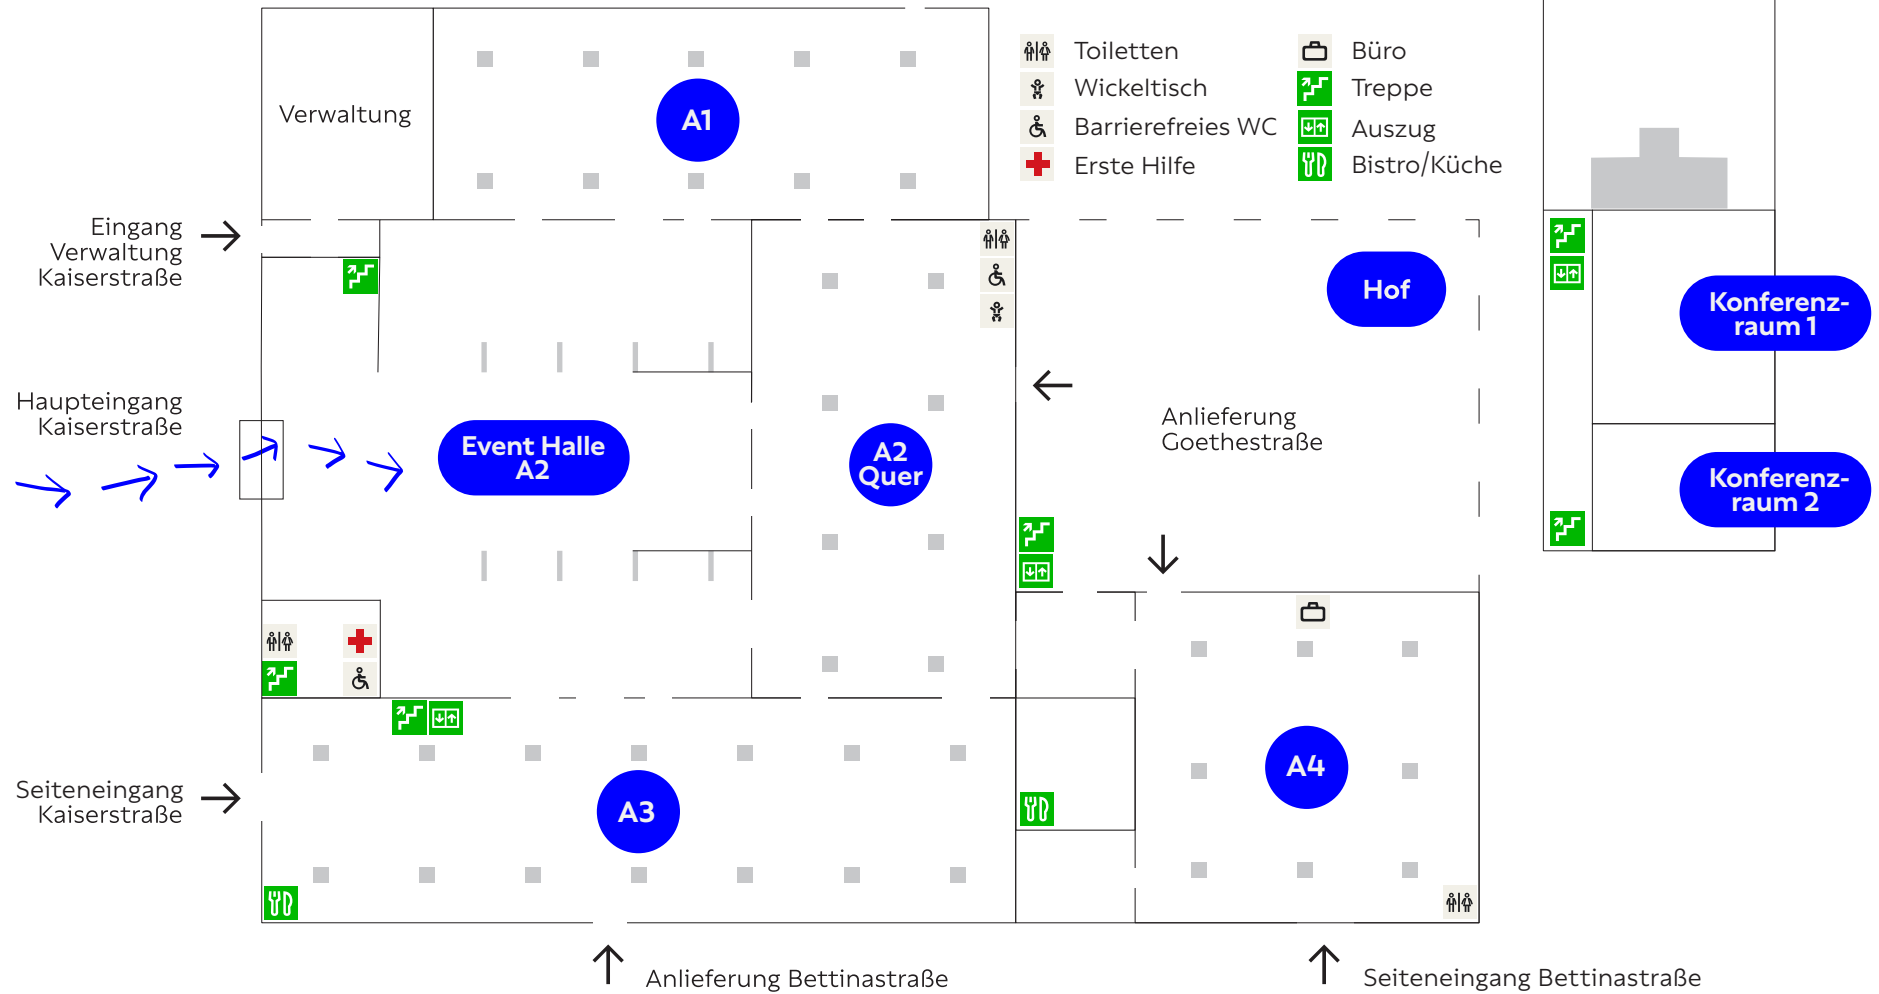 Verwaltung
A1
Toiletten
Wickeltisch
Barrierefreies WC
Erste Hilfe
Büro
Treppe
Auszug
Bistro/Küche
Eingang
Verwaltung
Kaiserstraße
Haupteingang
Kaiserstraße
Event Halle
A2
A2
Quer
Hof
Anlieferung
Goethestraße
Konferenz-
raum 1
Konferenz-
raum 2
Seiteneingang
Kaiserstraße
A3
A4
Anlieferung Bettinastraße
Seiteneingang Bettinastraße